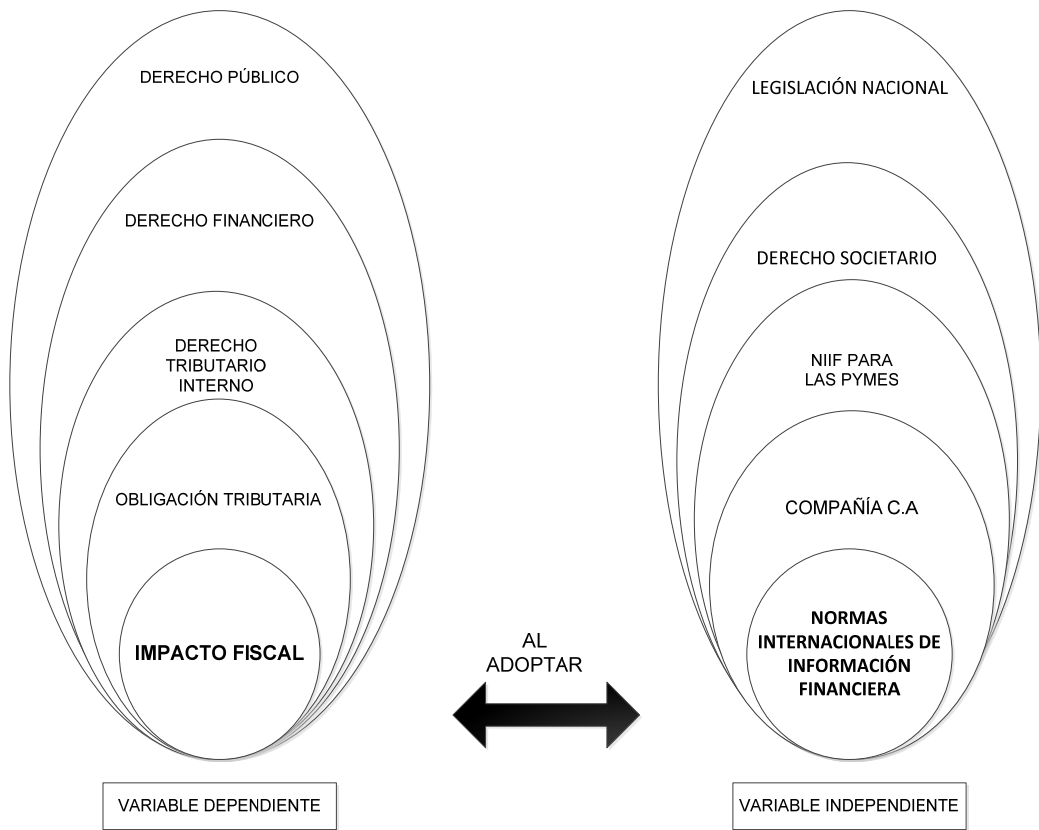 DERECHO PÚBLICO
DERECHO FINANCIERO
DERECHO
TRIBUTARIO
INTERNO
OBLIGACIÓN TRIBUTARIA
IMPACTO FISCAL
VARIABLE DEPENDIENTE
AL
ADOPTAR
LEGISLACIÓN NACIONAL
DERECHO SOCIETARIO
NIIF PARA
LAS PYMES
COMPAÑÍA C.A
NORMAS
INTERNACIONALES DE
INFORMACIÓN
FINANCIERA
VARIABLE INDEPENDIENTE